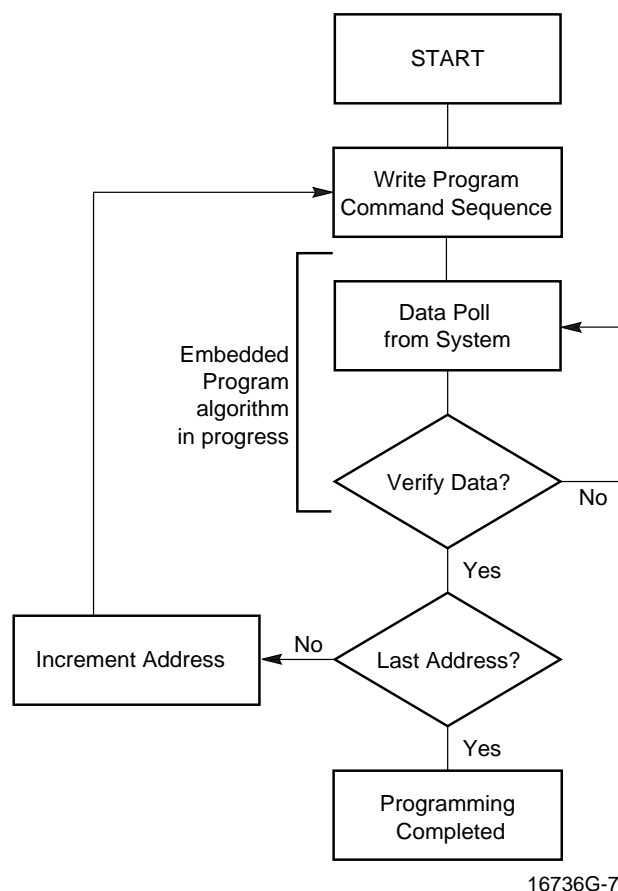 START
Write Program
Command Sequence
Data Poll
from System
Embedded
Program
algorithm
in progress
Verify Data?
No
Yes
Increment Address
No
Last Address?
Yes
Programming
Completed
16736G-7